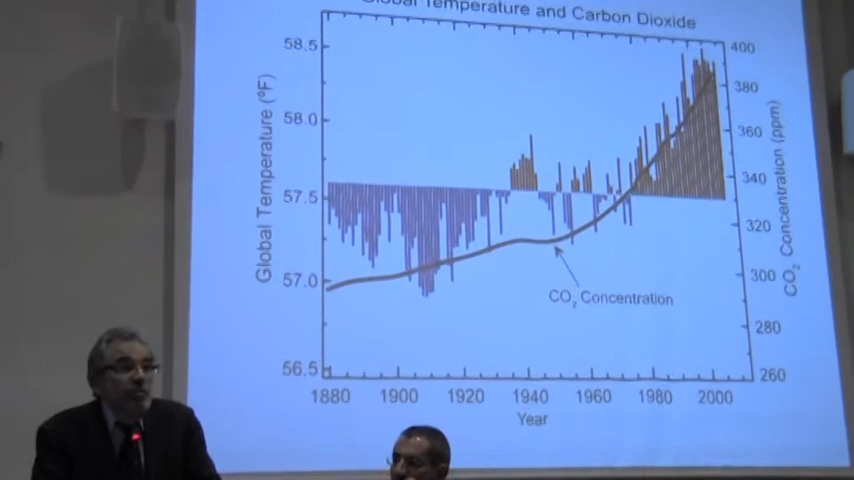 Global Temperature and Carbon Dioxide
58.5
58.0
57.5
57.0
56.5
Global Temperature (ºF)
400
380
360
340
320
300
280
260
CO₂ Concentration (ppm)
CO₂ Concentration
1880 1900 1920 1940 1960 1980 2000
Year